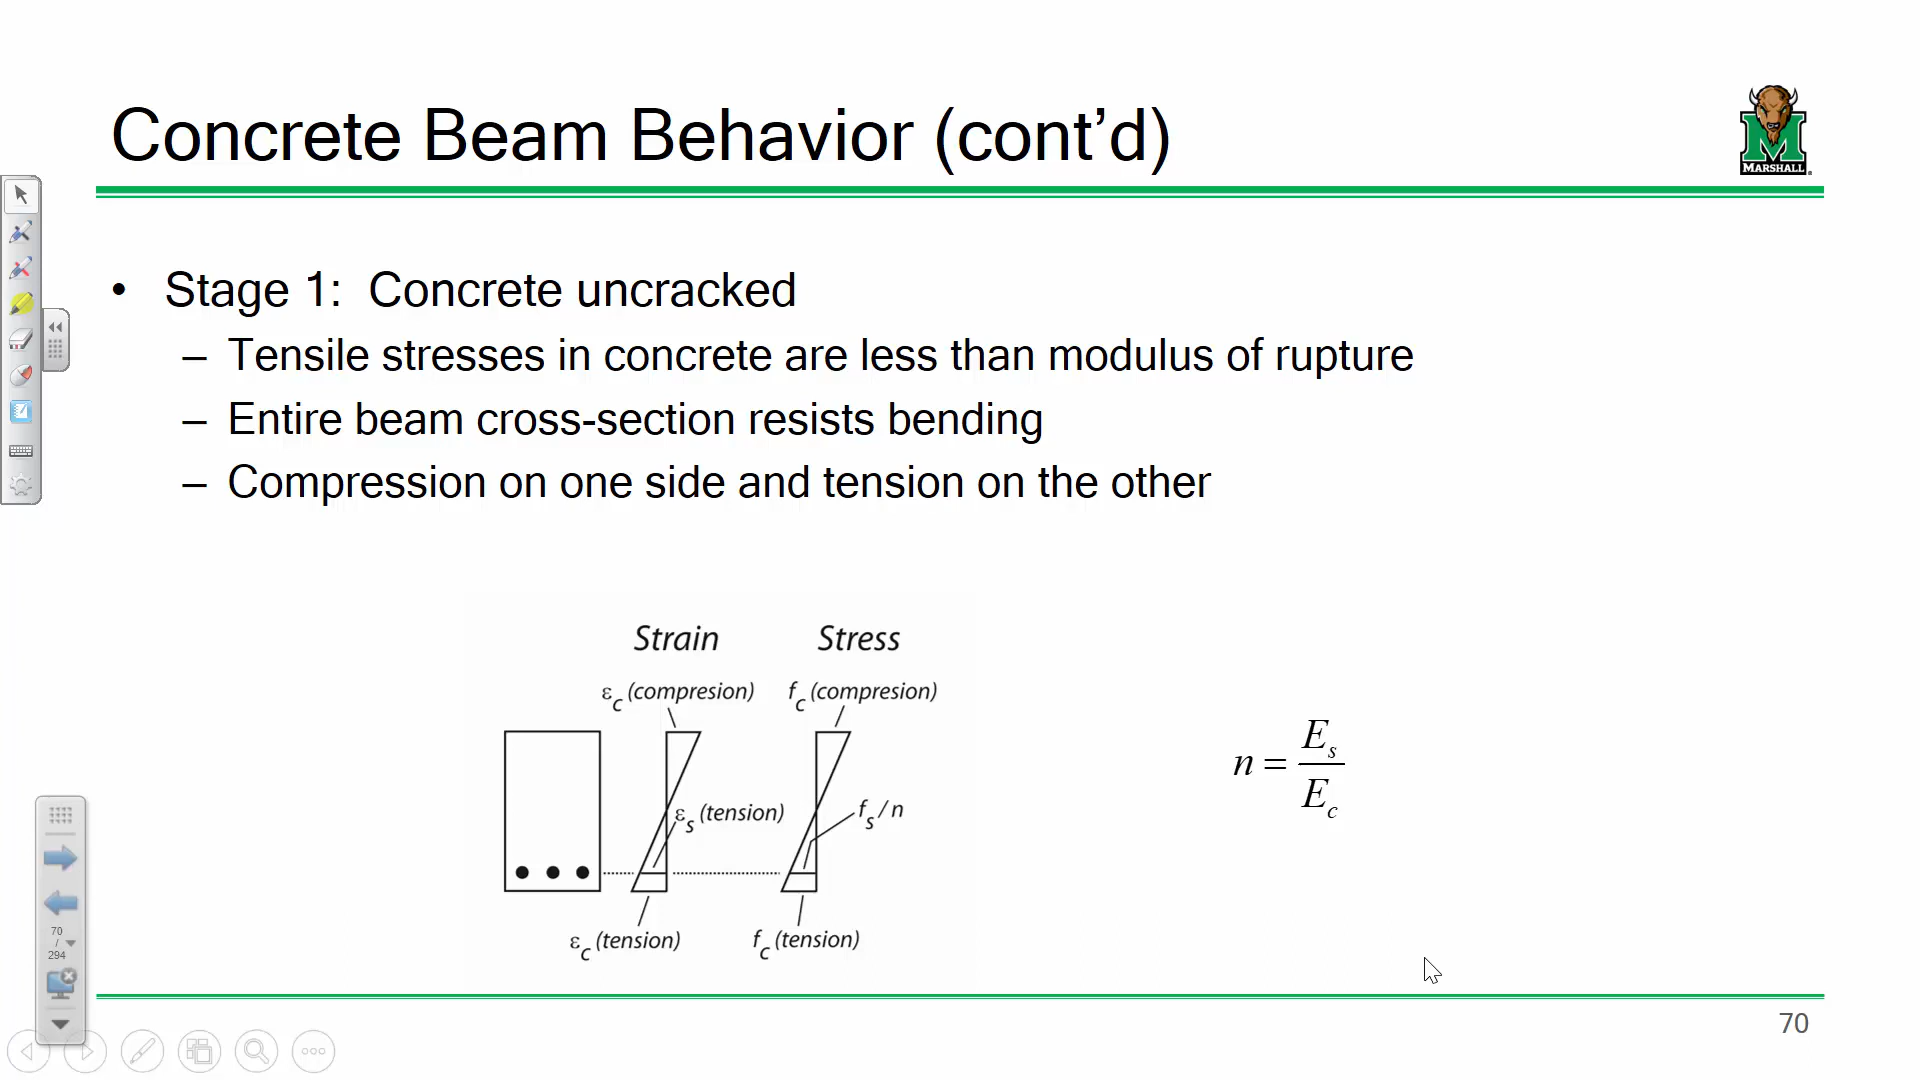 Concrete Beam Behavior (cont’d)
MARSHALL
• Stage 1: Concrete uncracked
– Tensile stresses in concrete are less than modulus of rupture
– Entire beam cross-section resists bending
– Compression on one side and tension on the other
Strain Stress
εc (compresion) fc (compresion)
n = Es / Ec
εs (tension) fs / n
εc (tension) fc (tension)
70
/
294
70